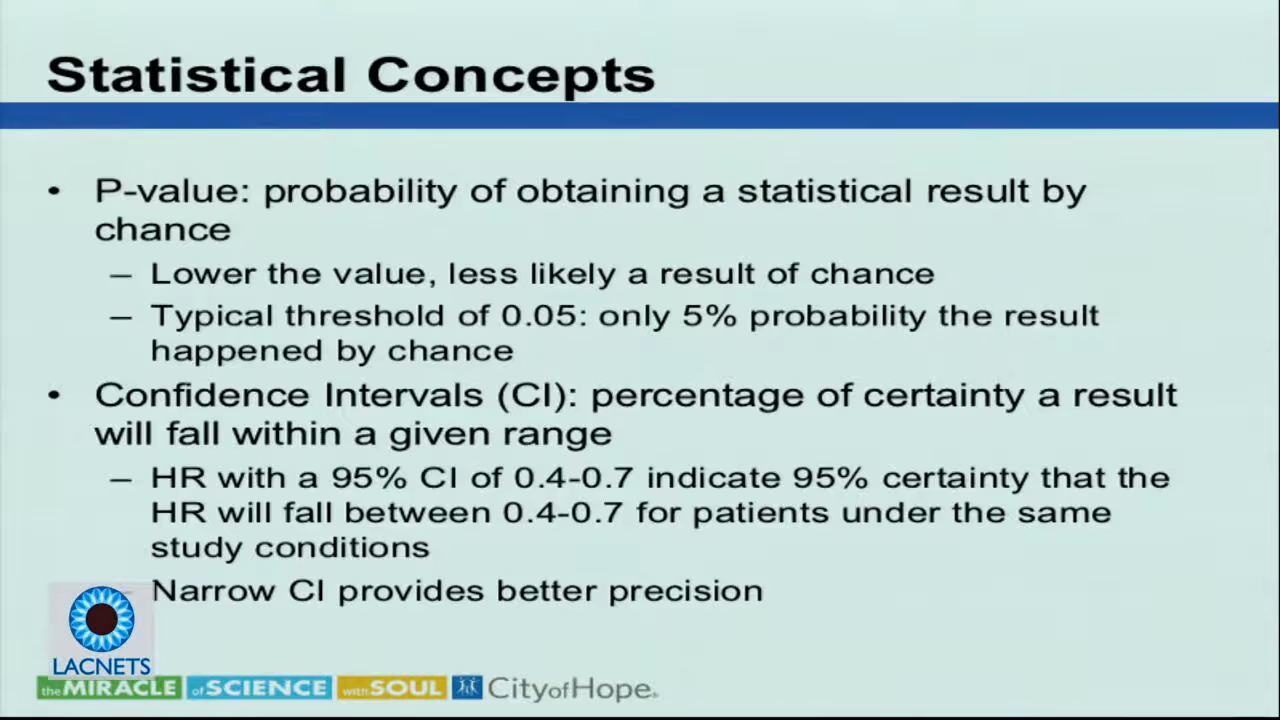 Statistical Concepts
• P-value: probability of obtaining a statistical result by
chance
– Lower the value, less likely a result of chance
– Typical threshold of 0.05: only 5% probability the result
happened by chance
• Confidence Intervals (CI): percentage of certainty a result
will fall within a given range
– HR with a 95% CI of 0.4-0.7 indicate 95% certainty that the
HR will fall between 0.4-0.7 for patients under the same
study conditions
– Narrow CI provides better precision
LACNETS
the MIRACLE of SCIENCE with SOUL City of Hope®